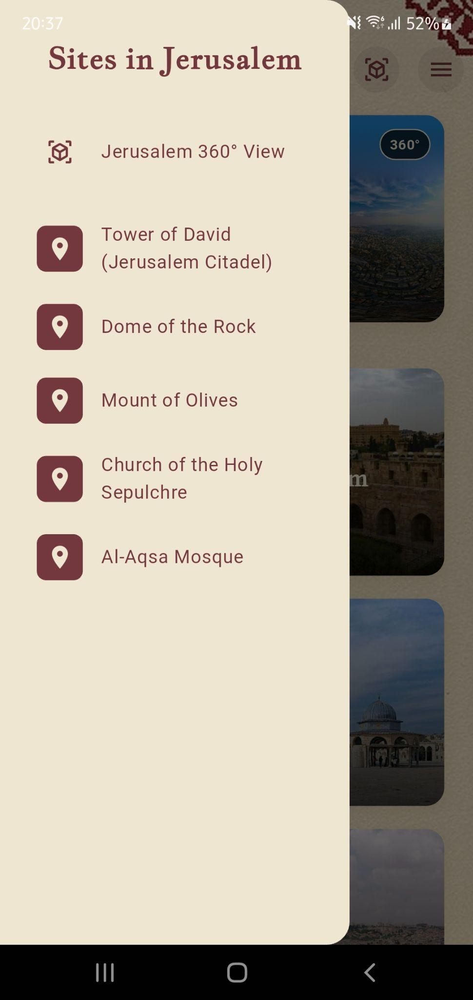 20:37
52%
Sites in Jerusalem
Jerusalem 360° View
360°
Tower of David
(Jerusalem Citadel)
Dome of the Rock
Mount of Olives
Church of the Holy
Sepulchre
m
Al-Aqsa Mosque